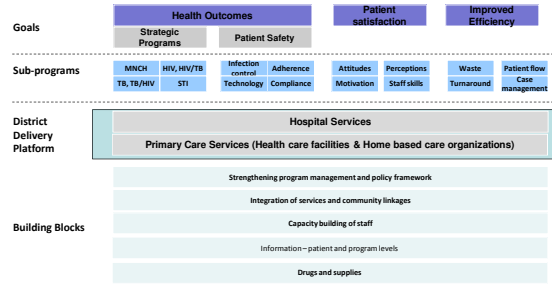 Goals
Health Outcomes
Patient
satisfaction
Improved
Efficiency
Strategic
Programs
Patient Safety
Sub-programs
MNCH
HIV, HIV/TB
Infection
control
Adherence
Attitudes
Perceptions
Waste
Patient flow
TB, TB/HIV
STI
Technology
Compliance
Motivation
Staff skills
Turnaround
Case
management
District
Delivery
Platform
Hospital Services
Primary Care Services (Health care facilities & Home based care organizations)
Building Blocks
Strengthening program management and policy framework
Integration of services and community linkages
Capacity building of staff
Information – patient and program levels
Drugs and supplies